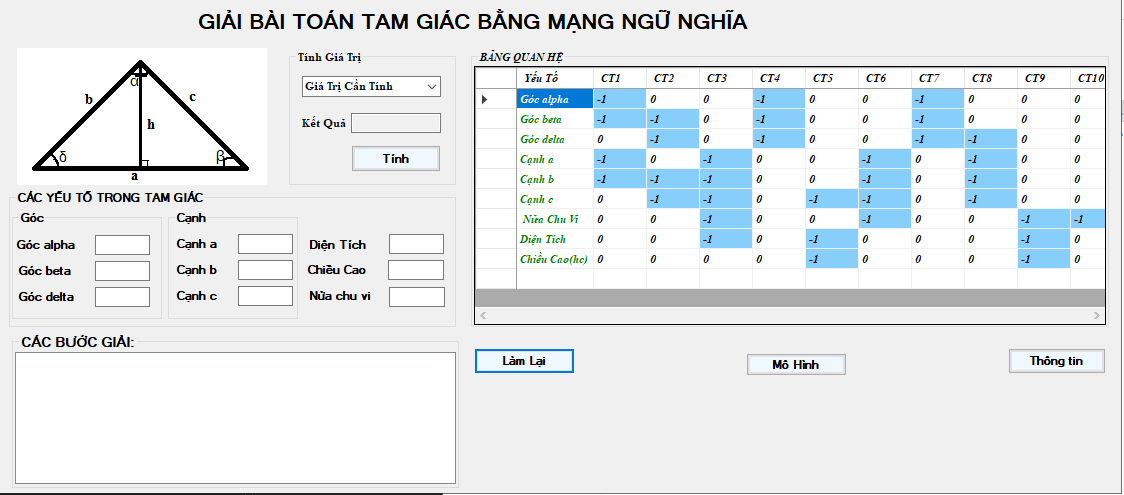 GIẢI BÀI TOÁN TAM GIÁC BẰNG MẠNG NGỮ NGHĨA
α
b
c
h
δ
β
a
Tính Giá Trị
Giá Trị Cần Tính
Kết Quả
Tính
CÁC YẾU TỐ TRONG TAM GIÁC
Góc
Góc alpha
Góc beta
Góc delta
Cạnh
Cạnh a
Cạnh b
Cạnh c
Diện Tích
Chiều Cao
Nữa chu vi
CÁC BƯỚC GIẢI:
BẢNG QUAN HỆ
Yếu Tố CT1 CT2 CT3 CT4 CT5 CT6 CT7 CT8 CT9 CT10
Góc alpha -1 0 0 -1 0 0 -1 0 0 0
Góc beta -1 -1 0 -1 0 0 -1 0 0 0
Góc delta 0 -1 0 -1 0 0 -1 -1 0 0
Cạnh a -1 0 -1 0 0 -1 0 -1 0 0
Cạnh b -1 -1 -1 0 0 -1 0 -1 0 0
Cạnh c 0 -1 -1 0 -1 -1 0 -1 0 0
Nữa Chu Vi 0 0 -1 0 0 -1 0 0 -1 -1
Diện Tích 0 0 -1 0 -1 0 0 0 -1 0
Chiều Cao(hc) 0 0 0 0 -1 0 0 0 -1 0
Làm Lại
Mô Hình
Thông tin